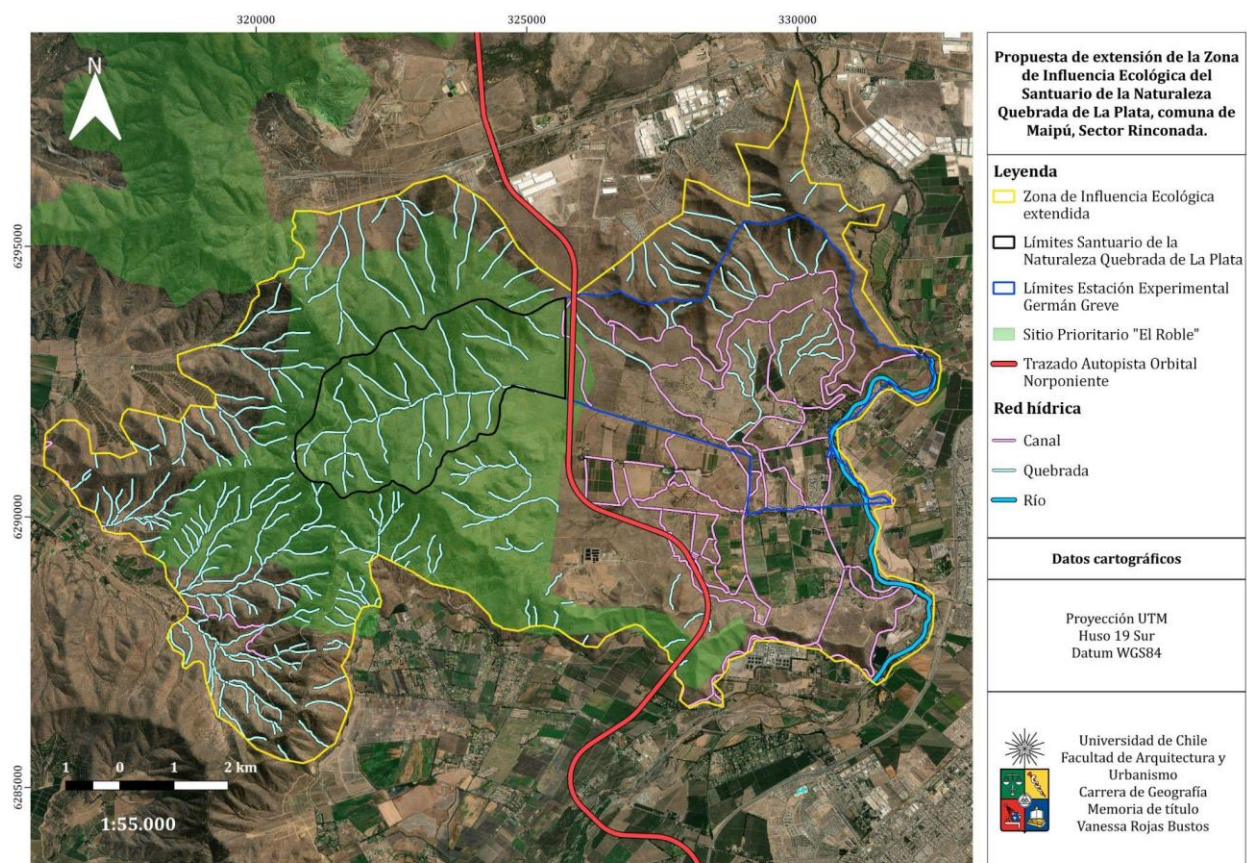 320000
325000
330000
6295000
6290000
6285000
N
1 0 1 2 km
1:55.000
Propuesta de extensión de la Zona
de Influencia Ecológica del
Santuario de la Naturaleza
Quebrada de La Plata, comuna de
Maipú, Sector Rinconada.
Leyenda
Zona de Influencia Ecológica
extendida
Límites Santuario de la
Naturaleza Quebrada de La Plata
Límites Estación Experimental
Germán Greve
Sitio Prioritario "El Roble"
Trazado Autopista Orbital
Norponiente
Red hídrica
Canal
Quebrada
Río
Datos cartográficos
Proyección UTM
Huso 19 Sur
Datum WGS84
Universidad de Chile
Facultad de Arquitectura y
Urbanismo
Carrera de Geografía
Memoria de título
Vanessa Rojas Bustos